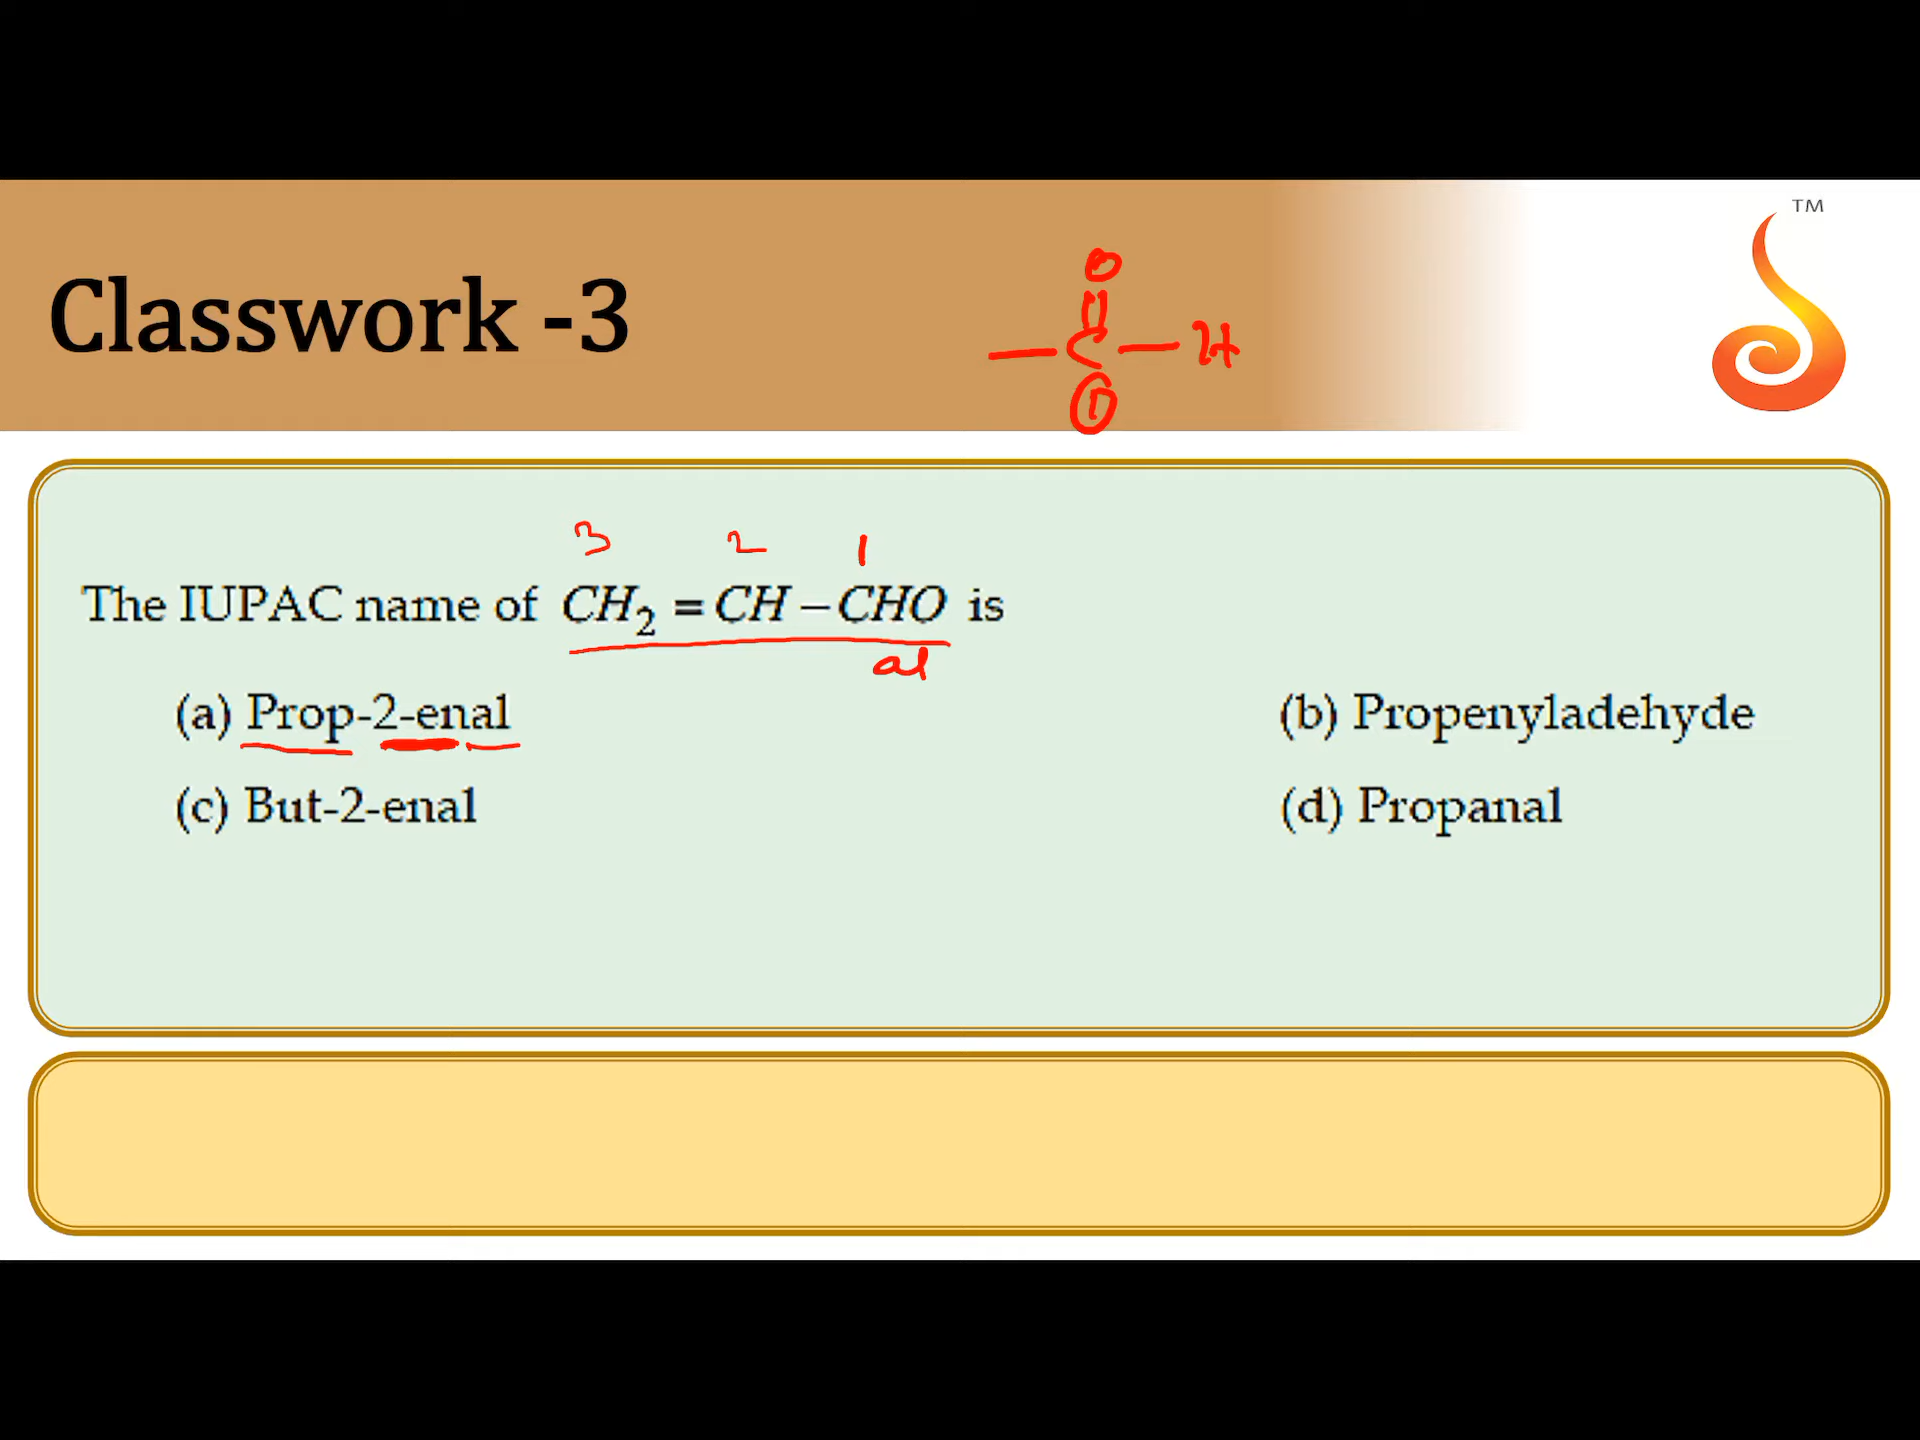 TM
Classwork -3
O
— C — H
1
3 2 1
The IUPAC name of CH₂ = CH – CHO is
al
(a) Prop-2-enal (b) Propenyladehyde
(c) But-2-enal (d) Propanal